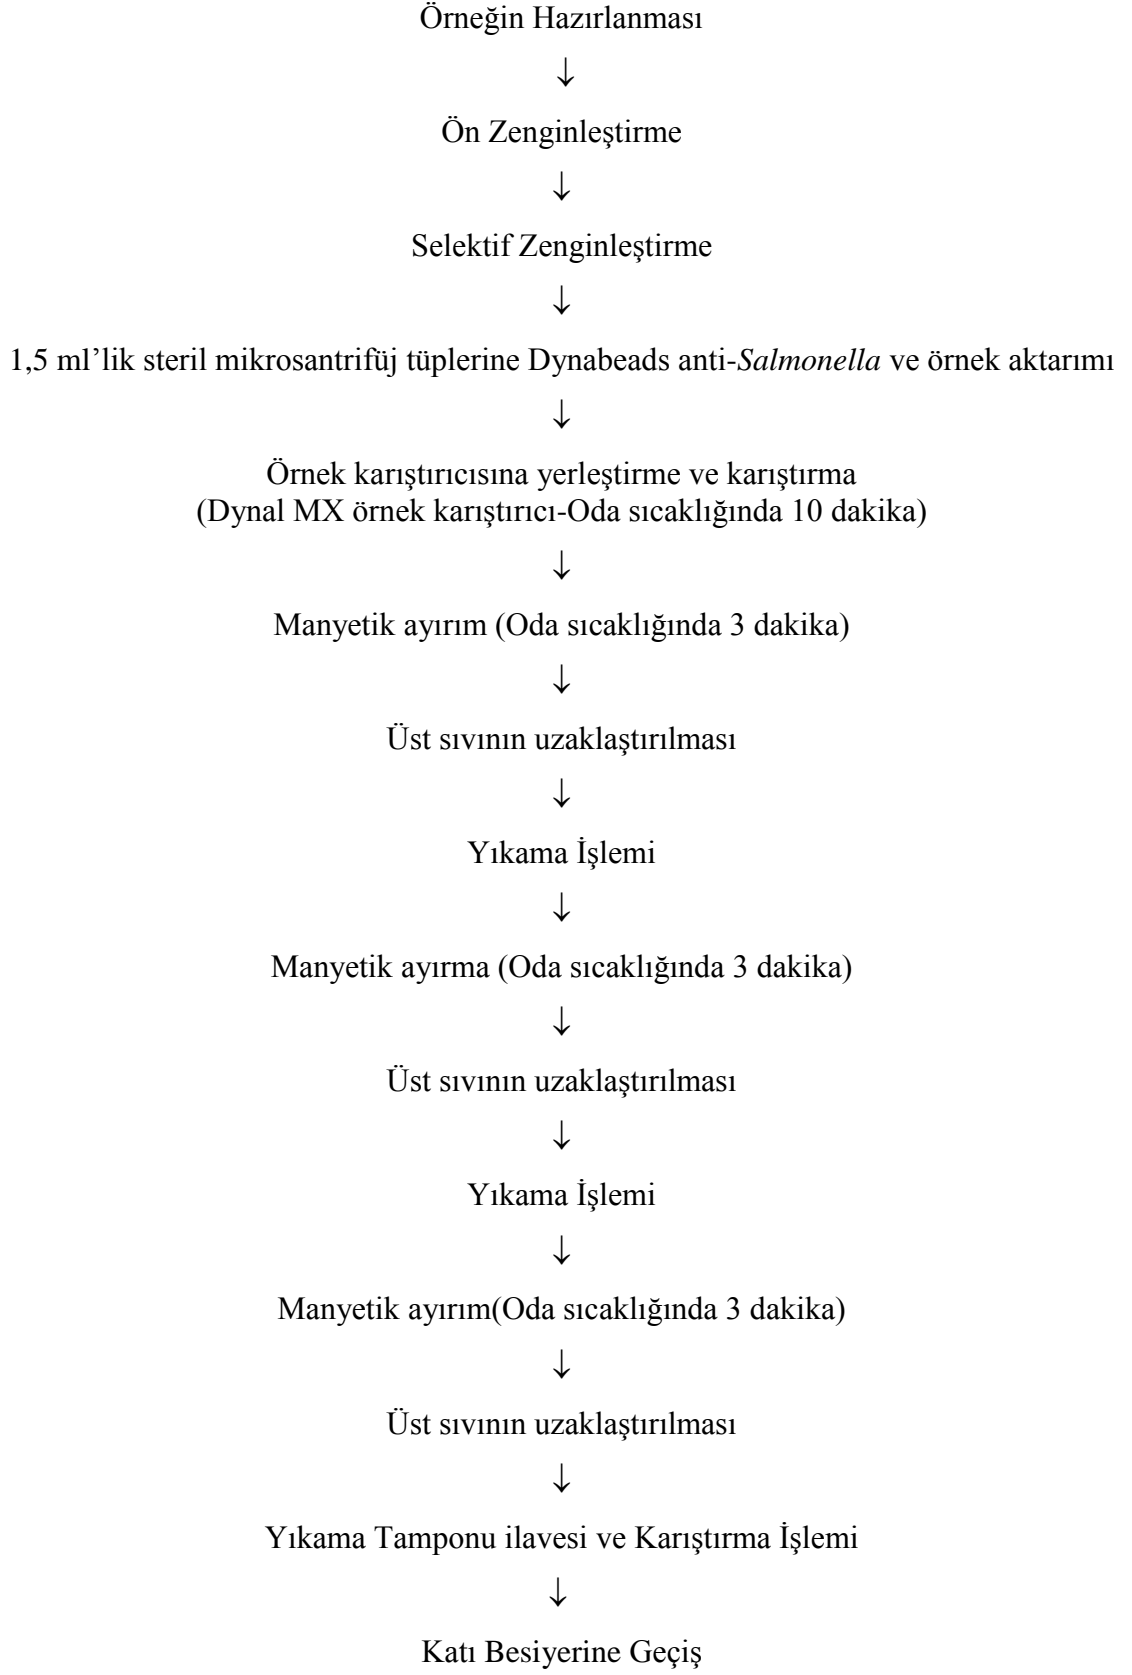 Örneğin Hazırlanması
↓
Ön Zenginleştirme
↓
Selektif Zenginleştirme
↓
1,5 ml’lik steril mikrosantrifüj tüplerine Dynabeads anti-Salmonella ve örnek aktarımı
↓
Örnek karıştırıcısına yerleştirme ve karıştırma
(Dynal MX örnek karıştırıcı-Oda sıcaklığında 10 dakika)
↓
Manyetik ayırım (Oda sıcaklığında 3 dakika)
↓
Üst sıvının uzaklaştırılması
↓
Yıkama İşlemi
↓
Manyetik ayırma (Oda sıcaklığında 3 dakika)
↓
Üst sıvının uzaklaştırılması
↓
Yıkama İşlemi
↓
Manyetik ayırım(Oda sıcaklığında 3 dakika)
↓
Üst sıvının uzaklaştırılması
↓
Yıkama Tamponu ilavesi ve Karıştırma İşlemi
↓
Katı Besiyerine Geçiş